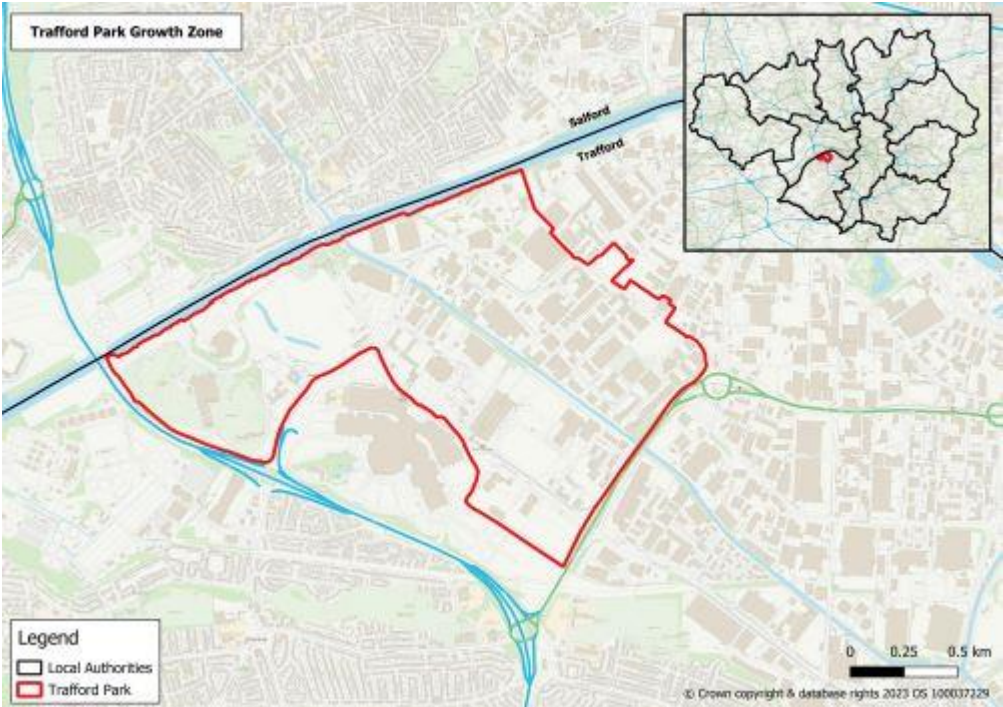 Trafford Park Growth Zone
Salford
Trafford
Legend
Local Authorities
Trafford Park
0 0.25 0.5 km
© Crown copyright & database rights 2023 OS 100037229